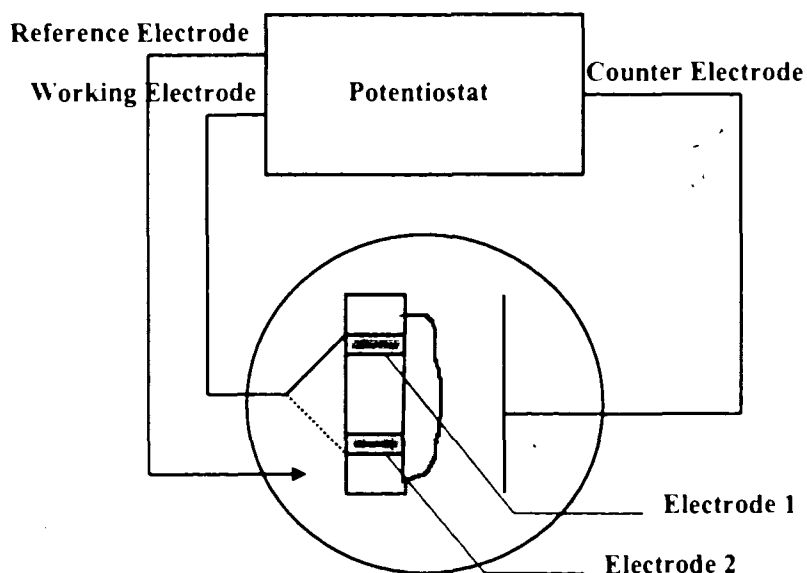 Reference Electrode
Counter Electrode
Working Electrode
Potentiostat
Electrode 1
Electrode 2